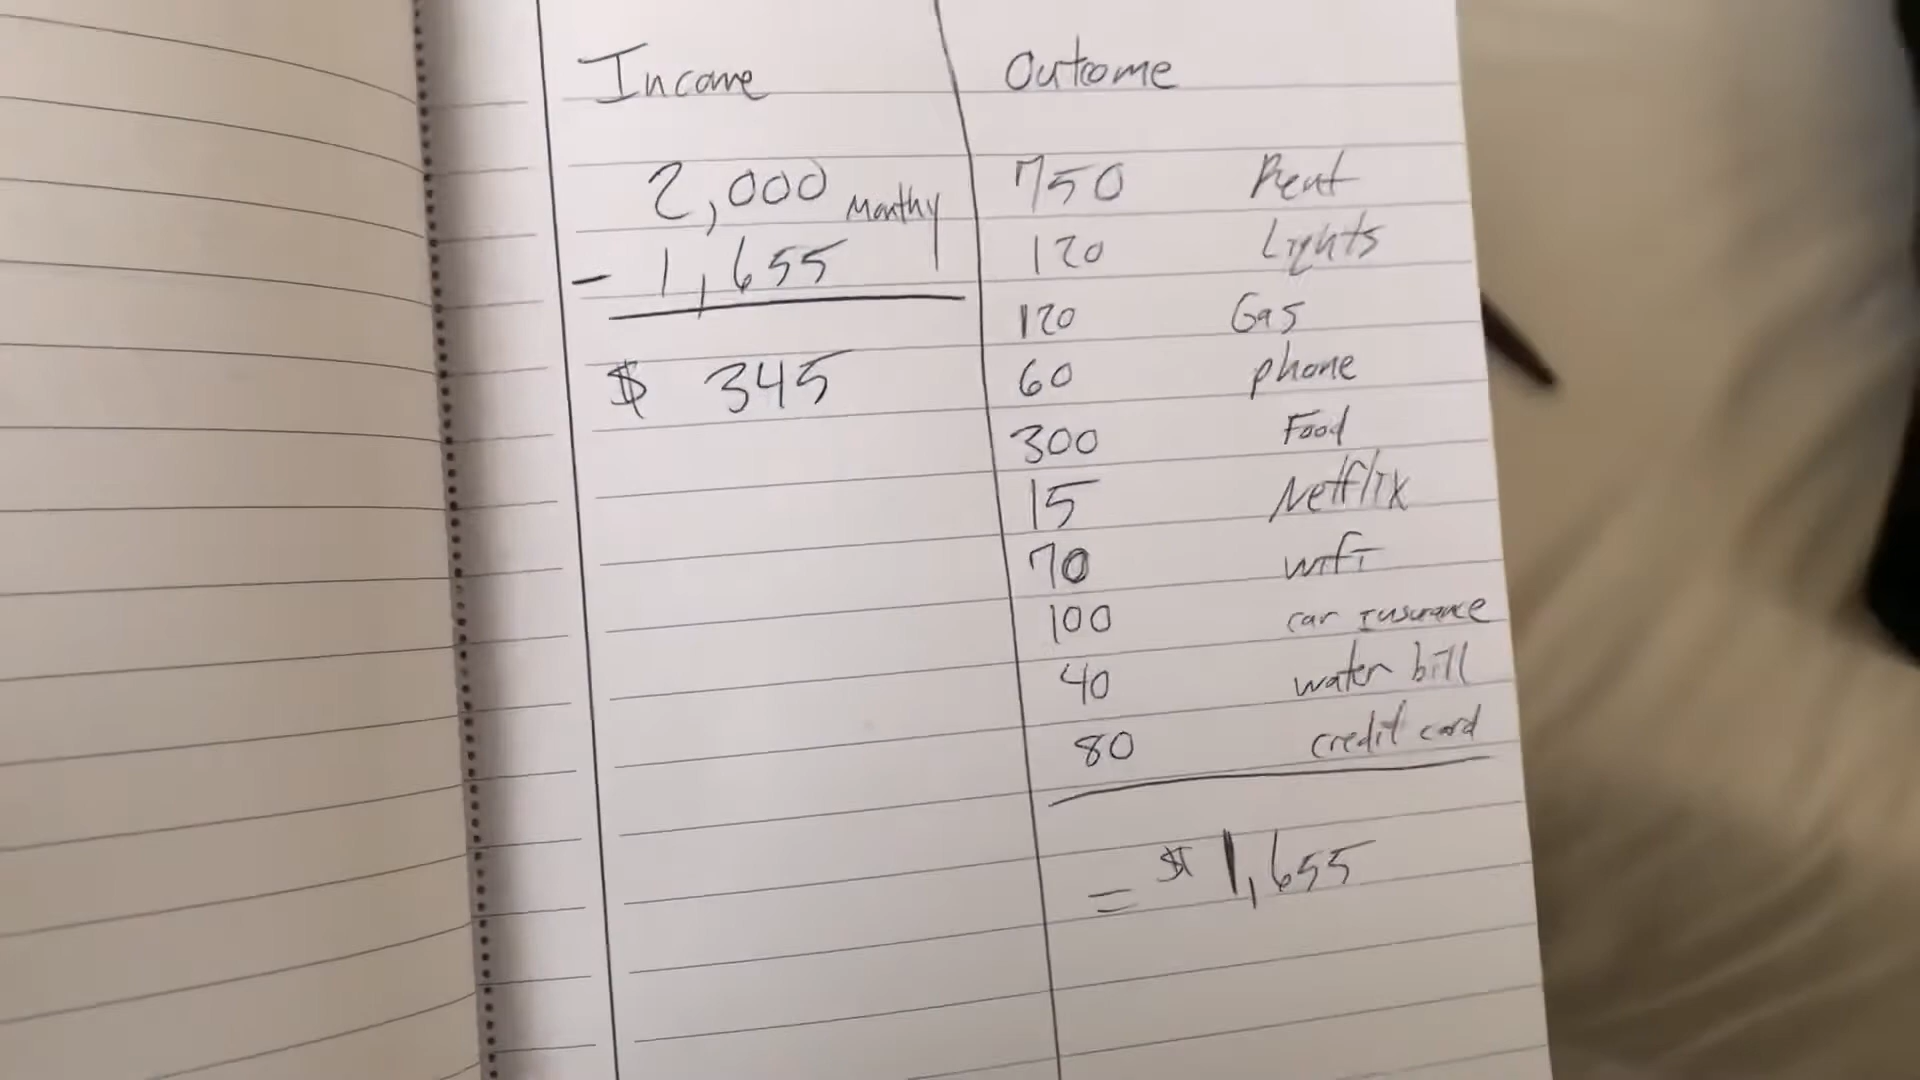 Income
2,000 Monthy
- 1,655
$ 345
Outcome
750 Rent
120 Lights
120 Gas
60 phone
300 Food
15 Netflix
70 wifi
100 car insurance
40 water bill
80 credit card
= $ 1,655